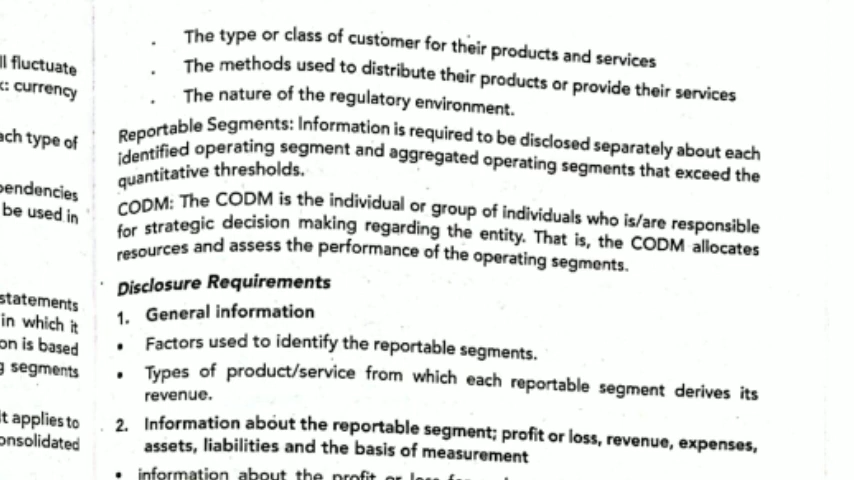 ll fluctuate
currency
ach type of
pendencies
be used in
statements
in which it
on is based
g segments
It applies to
onsolidated
. The type or class of customer for their products and services
. The methods used to distribute their products or provide their services
. The nature of the regulatory environment.
Reportable Segments: Information is required to be disclosed separately about each
identified operating segment and aggregated operating segments that exceed the
quantitative thresholds.
CODM: The CODM is the individual or group of individuals who is/are responsible
for strategic decision making regarding the entity. That is, the CODM allocates
resources and assess the performance of the operating segments.
Disclosure Requirements
1. General information
• Factors used to identify the reportable segments.
• Types of product/service from which each reportable segment derives its
revenue.
2. Information about the reportable segment; profit or loss, revenue, expenses,
assets, liabilities and the basis of measurement
• information about the profit or loss for